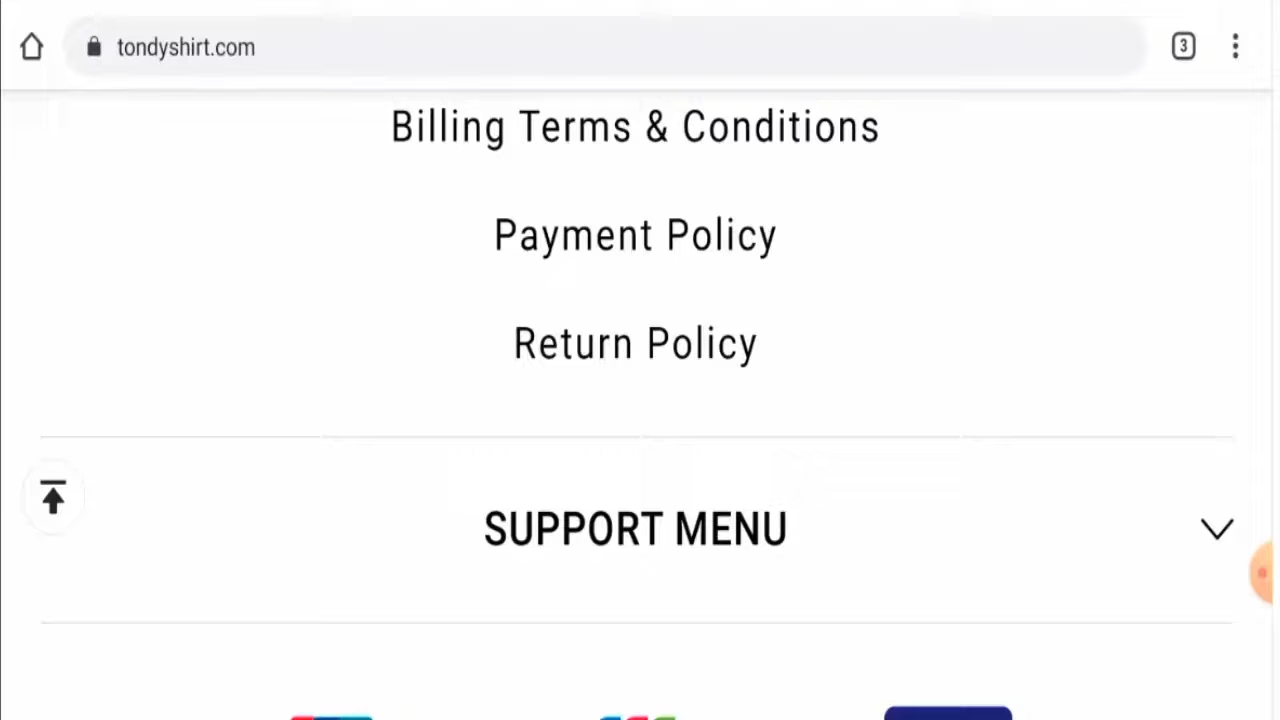 tondyshirt.com
3
Billing Terms & Conditions
Payment Policy
Return Policy
SUPPORT MENU